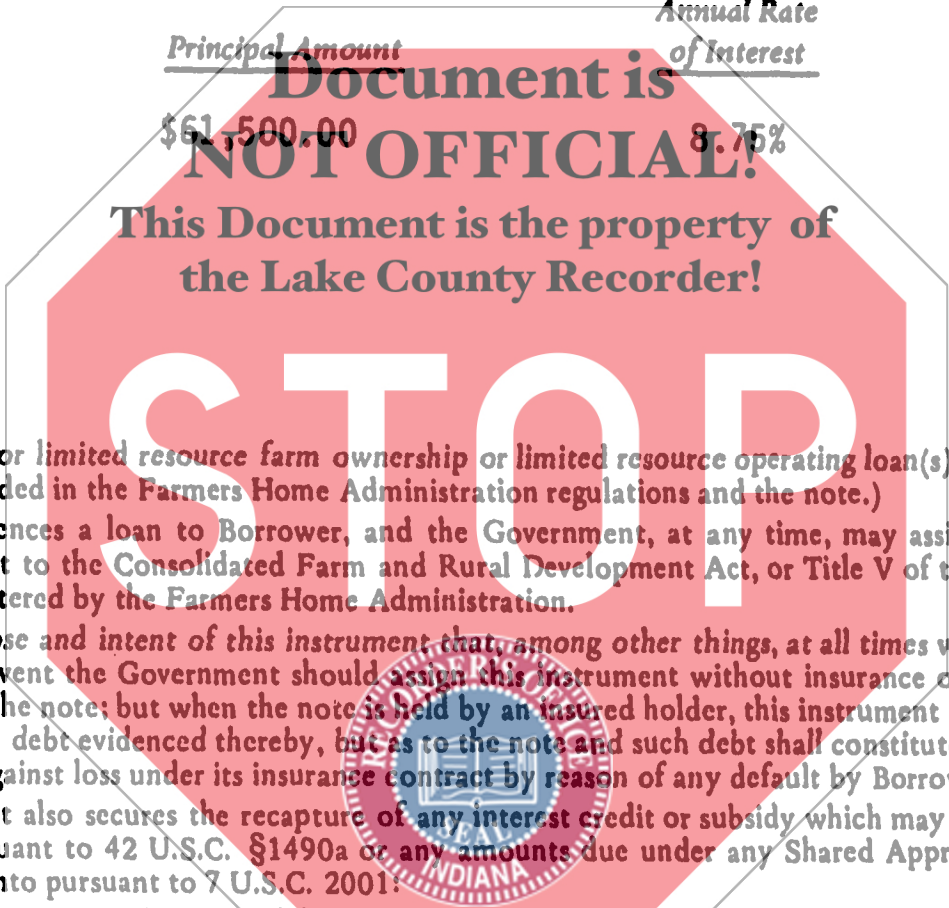 Annual Rate
Principal Amount of Interest
Document is
$61,500.00 8.75%
NOT OFFICIAL!
This Document is the property of
the Lake County Recorder!
STOP
or limited resource farm ownership or limited resource operating loan(s)
ded in the Farmers Home Administration regulations and the note.)
ences a loan to Borrower, and the Government, at any time, may assi
t to the Consolidated Farm and Rural Development Act, or Title V of t
tered by the Farmers Home Administration.
se and intent of this instrument that, among other things, at all times w
vent the Government should assign this instrument without insurance o
he note; but when the note is held by an insured holder, this instrument
debt evidenced thereby, but as to the note and such debt shall constitut
gainst loss under its insurance contract by reason of any default by Borro
t also secures the recapture of any interest credit or subsidy which may
uant to 42 U.S.C. §1490a or any amounts due under any Shared Appr
nto pursuant to 7 U.S.C. 2001.
RECORDER'S OFFICE
SEAL
INDIANA